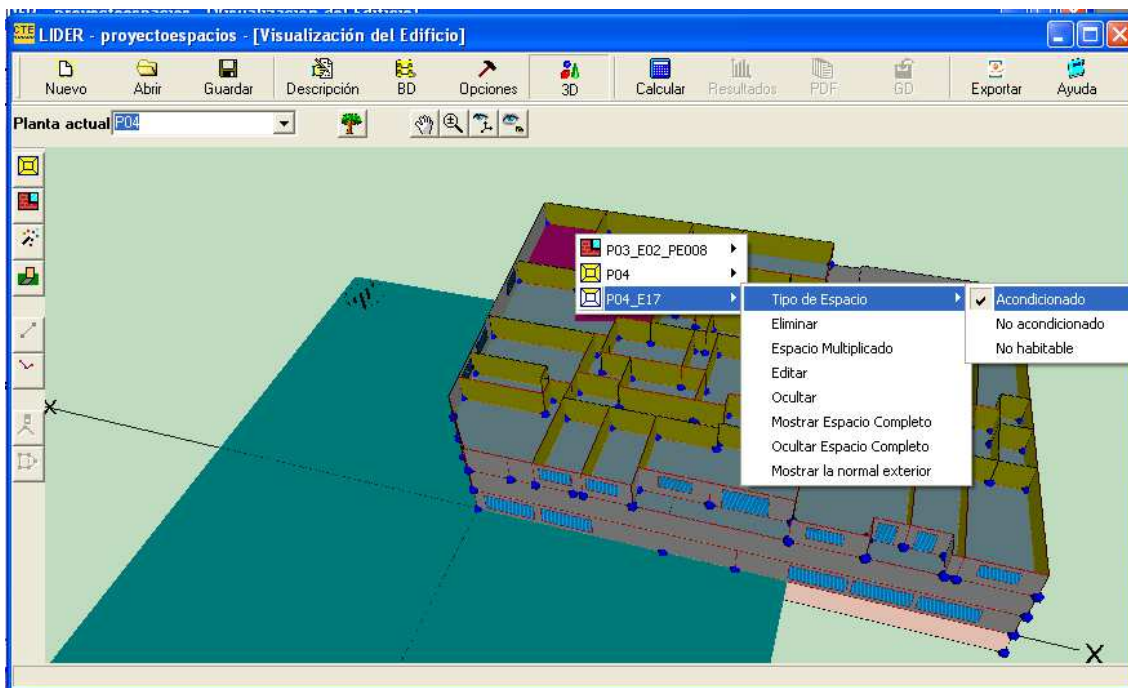 CTE LIDER - proyectoespacios - [Visualización del Edificio]
Nuevo Abrir Guardar Descripción BD Opciones 3D Calcular Resultados PDF GD Exportar Ayuda
Planta actual P04
P03_E02_PE008
P04
P04_E17
Tipo de Espacio
Eliminar
Espacio Multiplicado
Editar
Ocultar
Mostrar Espacio Completo
Ocultar Espacio Completo
Mostrar la normal exterior
Acondicionado
No acondicionado
No habitable
X
X